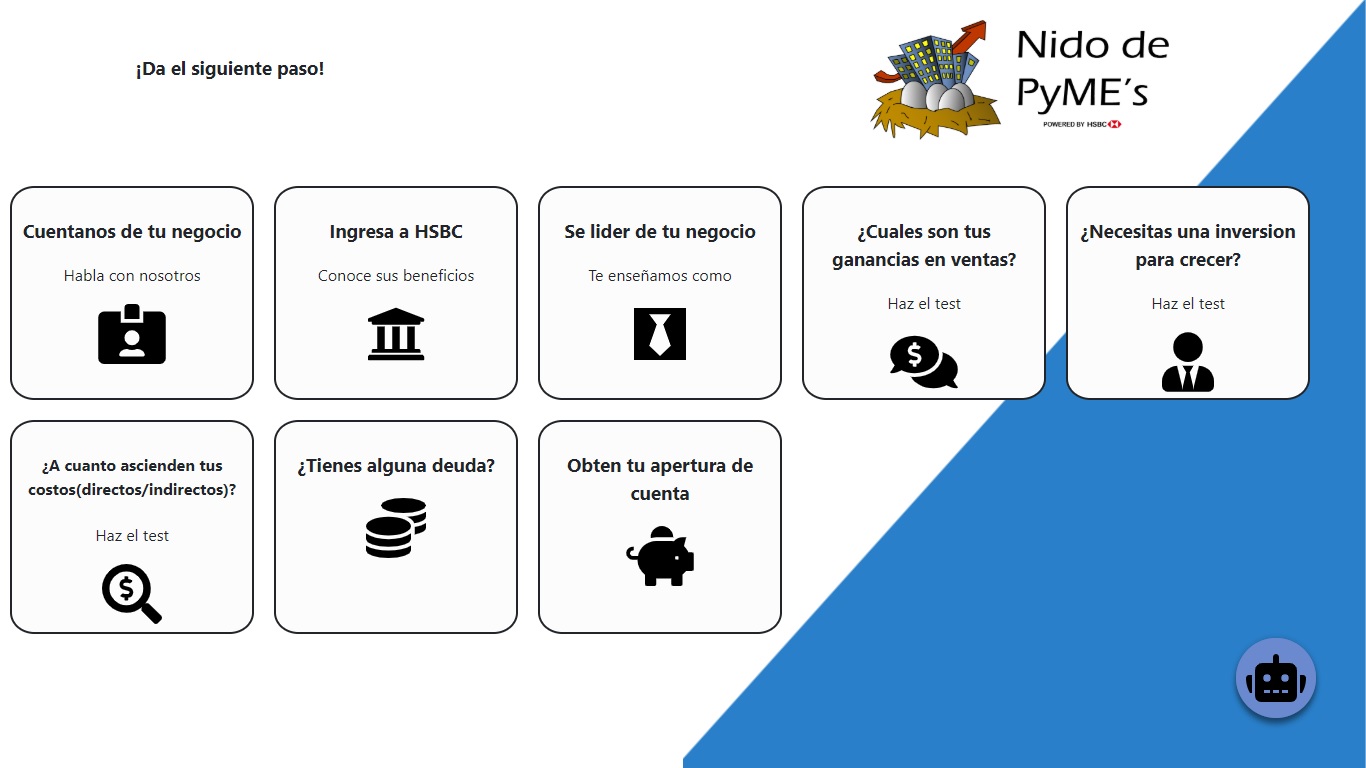 ¡Da el siguiente paso!
Nido de
PyME´s
POWERED BY HSBC
Cuentanos de tu negocio
Habla con nosotros
Ingresa a HSBC
Conoce sus beneficios
Se lider de tu negocio
Te enseñamos como
¿Cuales son tus
ganancias en ventas?
Haz el test
¿Necesitas una inversion
para crecer?
Haz el test
¿A cuanto ascienden tus
costos(directos/indirectos)?
Haz el test
¿Tienes alguna deuda?
Obten tu apertura de
cuenta